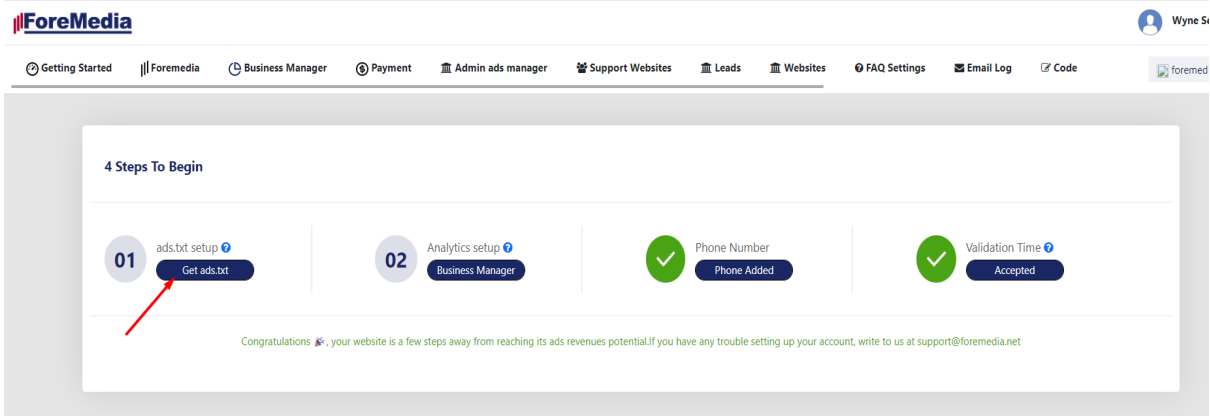 ForeMedia
Wyne Se
Getting Started Foremedia Business Manager Payment Admin ads manager Support Websites Leads Websites FAQ Settings Email Log Code foremed
4 Steps To Begin
01 ads.txt setup ?
Get ads.txt
02 Analytics setup ?
Business Manager
Phone Number
Phone Added
Validation Time ?
Accepted
Congratulations 🎉, your website is a few steps away from reaching its ads revenues potential.If you have any trouble setting up your account, write to us at support@foremedia.net